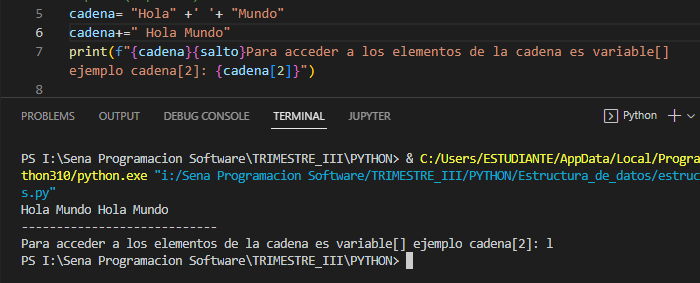 5 cadena= "Hola" +' '+ "Mundo"
6 cadena+=" Hola Mundo"
7 print(f"{cadena}{salto}Para acceder a los elementos de la cadena es variable[]
ejemplo cadena[2]: {cadena[2]}")
8
PROBLEMS OUTPUT DEBUG CONSOLE TERMINAL JUPYTER Python
PS I:\Sena Programacion Software\TRIMESTRE_III\PYTHON> & C:/Users/ESTUDIANTE/AppData/Local/Progra
thon310/python.exe "i:/Sena Programacion Software/TRIMESTRE_III/PYTHON/Estructura_de_datos/estruc
s.py"
Hola Mundo Hola Mundo
----------------------------
Para acceder a los elementos de la cadena es variable[] ejemplo cadena[2]: l
PS I:\Sena Programacion Software\TRIMESTRE_III\PYTHON>